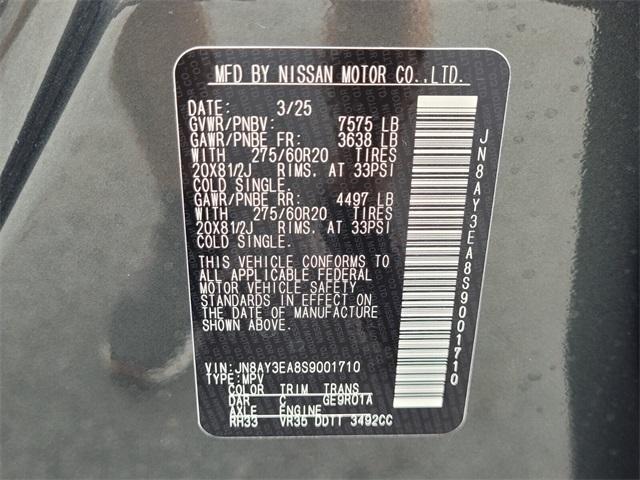 MFD BY NISSAN MOTOR CO.,LTD.
DATE: 3/25
GVWR/PNBV: 7575 LB
GAWR/PNBE FR: 3638 LB
WITH 275/60R20 TIRES
20X81/2J RIMS. AT 33PSI
COLD SINGLE.
GAWR/PNBE RR: 4497 LB
WITH 275/60R20 TIRES
20X81/2J RIMS. AT 33PSI
COLD SINGLE.
THIS VEHICLE CONFORMS TO
ALL APPLICABLE FEDERAL
MOTOR VEHICLE SAFETY
STANDARDS IN EFFECT ON
THE DATE OF MANUFACTURE
SHOWN ABOVE.
VIN:JN8AY3EA8S9001710
TYPE:MPV
COLOR TRIM TRANS
DAR C GE9R01A
AXLE ENGINE
RH33 VR35 DDTT 3492CC
JN8AY3EA8S9001710